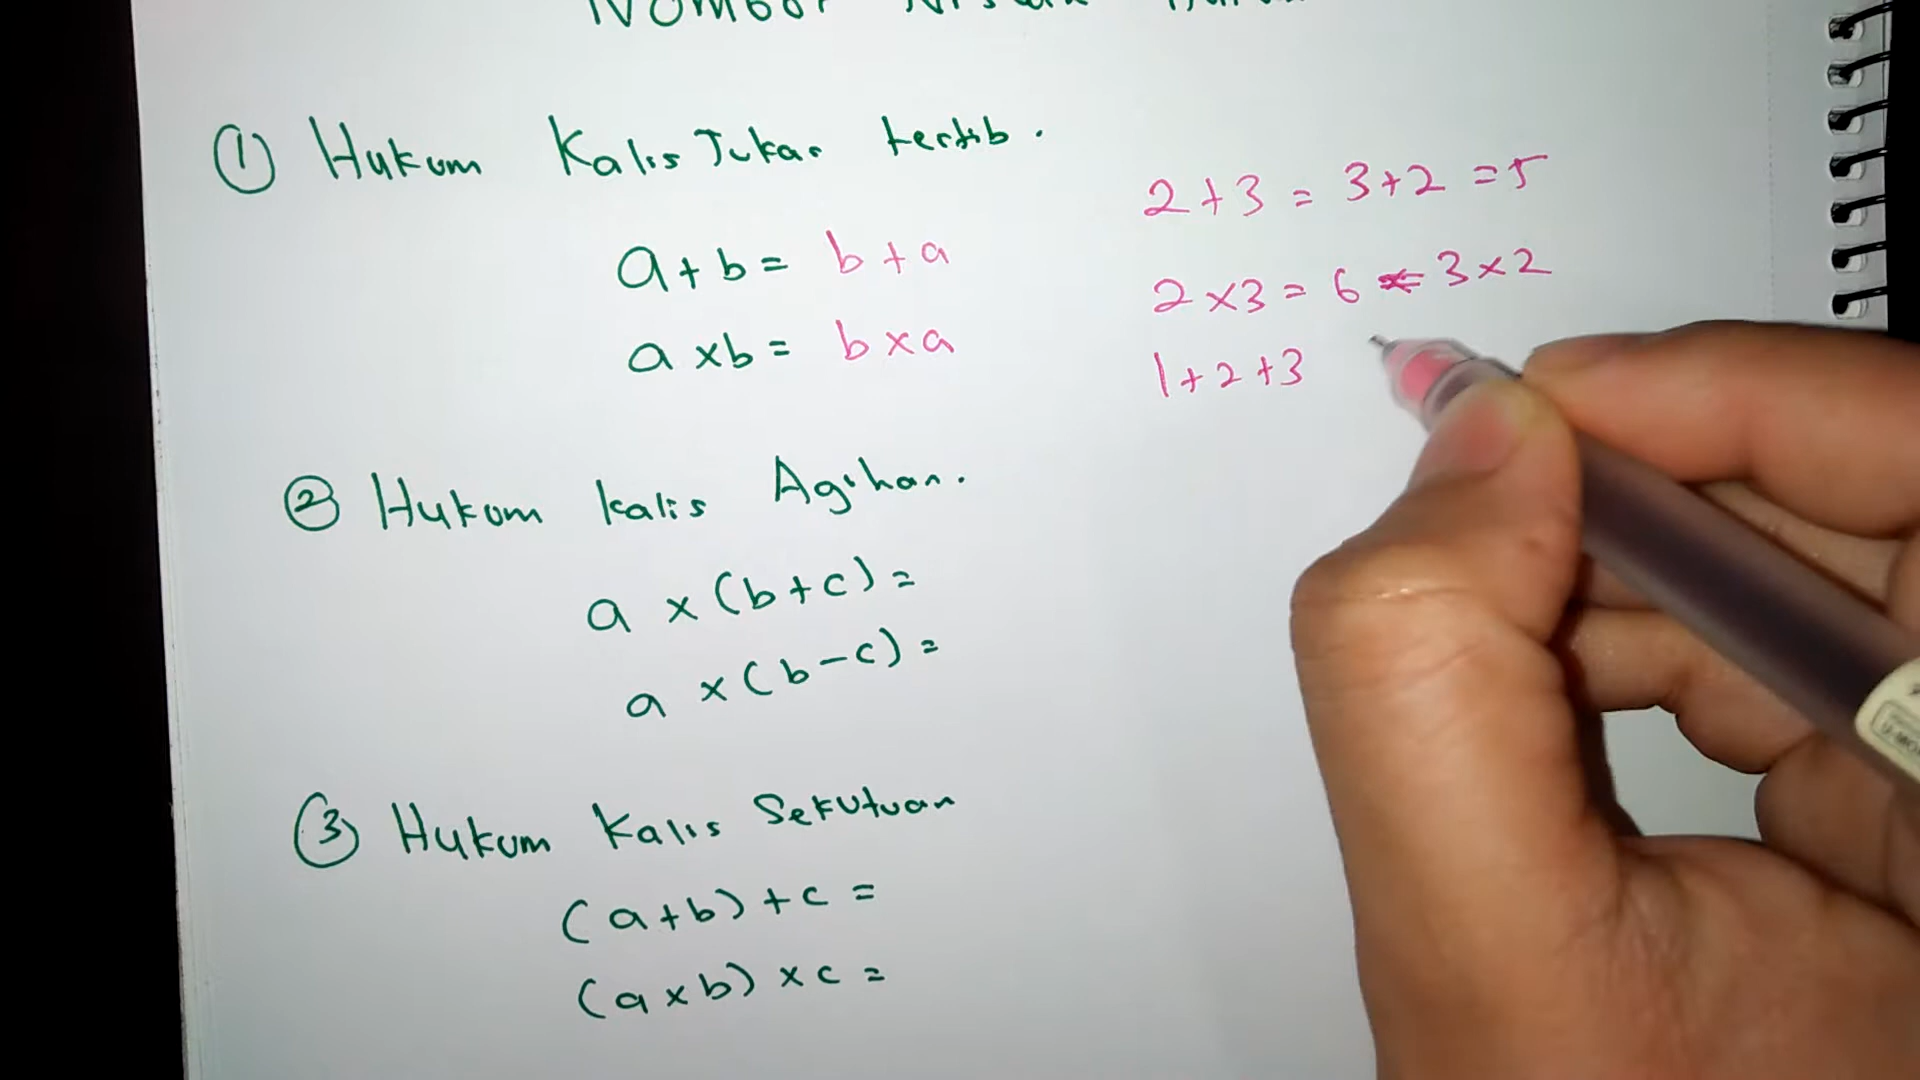 Nombor
① Hukum Kalis Tukar tertib.
a + b = b + a
a x b = b x a
2 + 3 = 3 + 2 = 5
2 x 3 = 6 = 3 x 2
1 + 2 + 3
② Hukum kalis Agihan.
a x (b + c) =
a x (b - c) =
③ Hukum Kalis Sekutuan
(a + b) + c =
(a x b) x c =